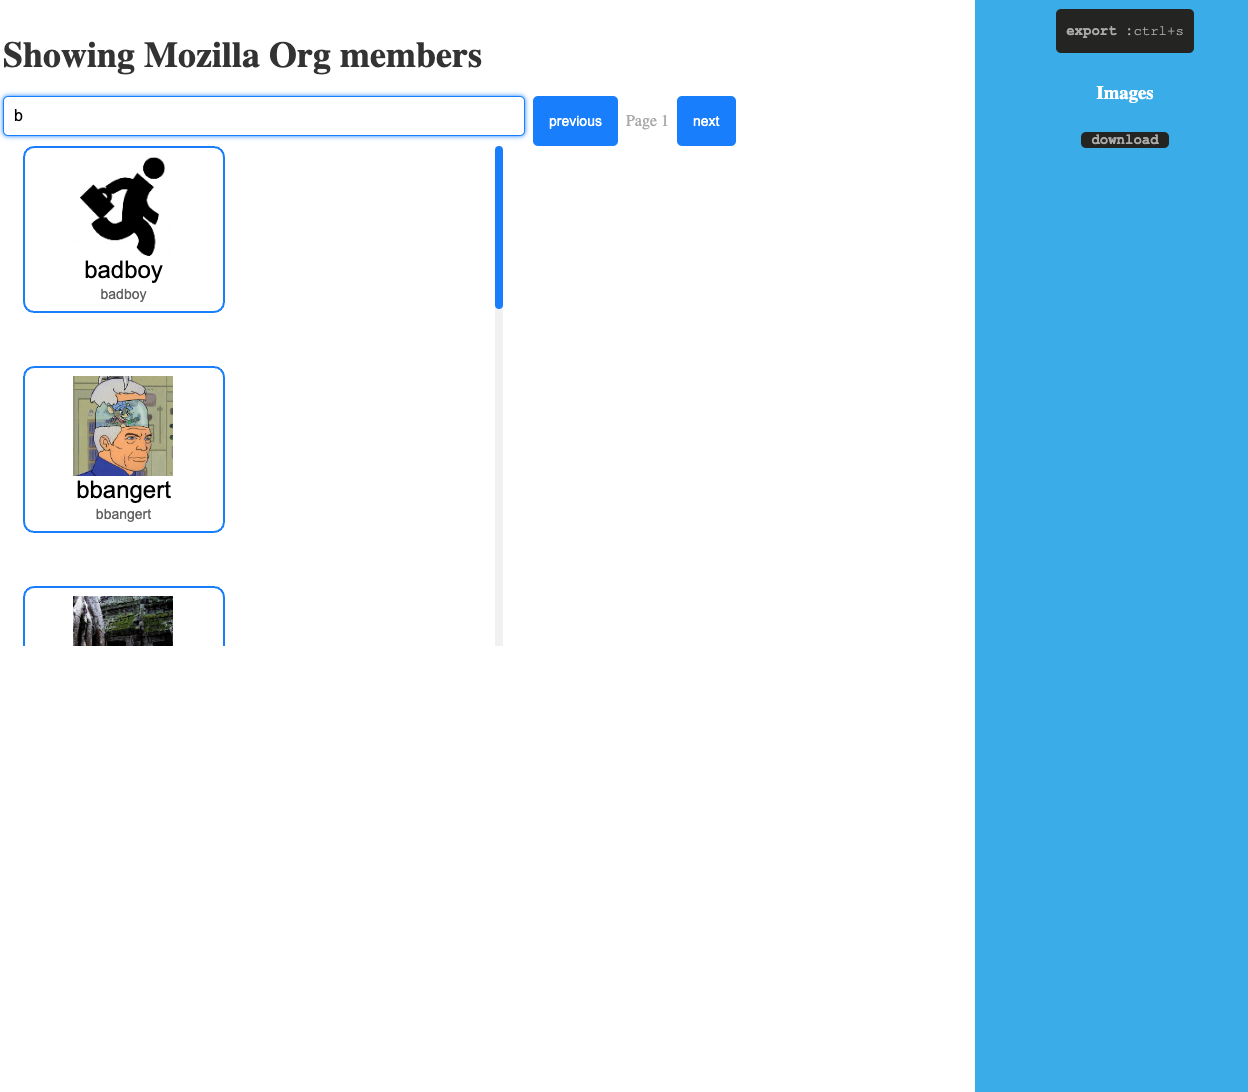 Showing Mozilla Org members
b
previous Page 1 next
badboy
badboy
bbangert
bbangert
export :ctrl+s
Images
download